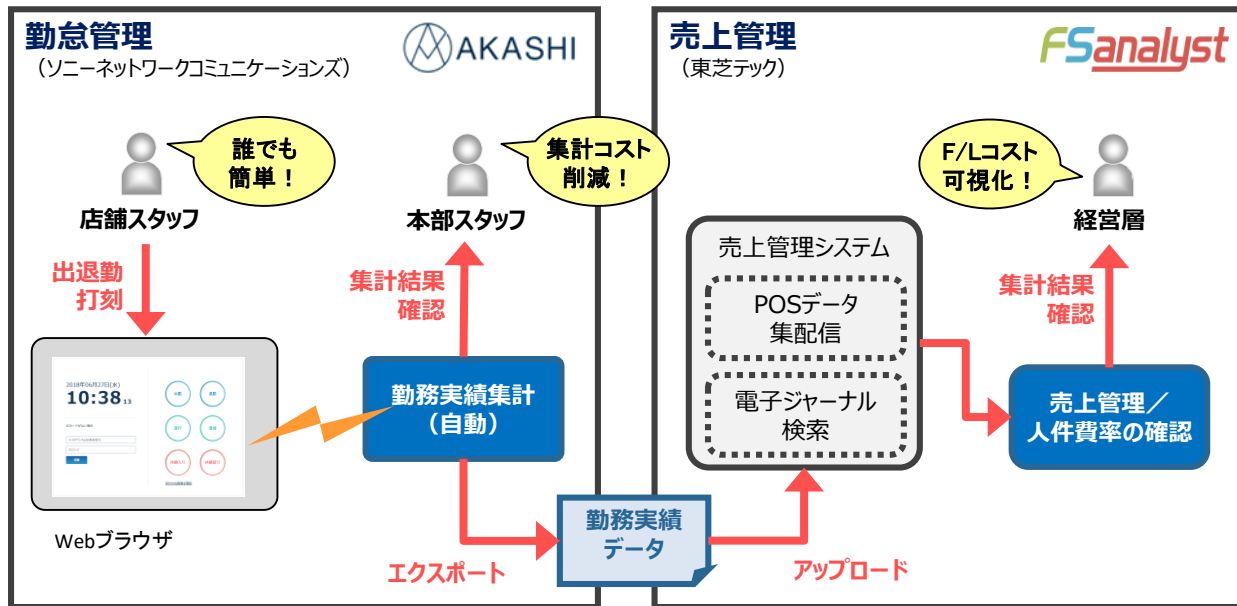 勤怠管理
（ソニーネットワークコミュニケーションズ）
AKASHI
誰でも
簡単！
店舗スタッフ
出退勤
打刻
2018年06月27日(水)
10:38 13
Webブラウザ
集計コスト
削減！
本部スタッフ
集計結果
確認
勤務実績集計
（自動）
エクスポート
勤務実績
データ
アップロード
売上管理
（東芝テック）
FSanalyst
売上管理システム
POSデータ
集配信
電子ジャーナル
検索
F/Lコスト
可視化！
経営層
集計結果
確認
売上管理／
人件費率の確認